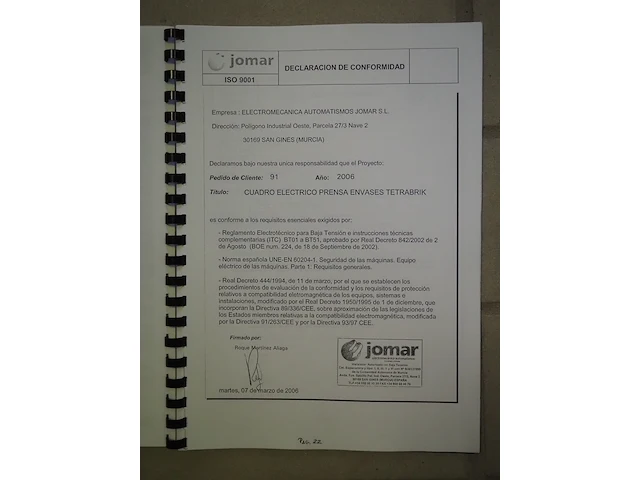 jomar
ISO 9001
DECLARACION DE CONFORMIDAD
Empresa : ELECTROMECANICA AUTOMATISMOS JOMAR S.L.
Dirección: Polígono Industrial Oeste, Parcela 27/3 Nave 2
30169 SAN GINES (MURCIA)
Declaramos bajo nuestra unica responsabilidad que el Proyecto:
Pedido de Cliente: 91 Año: 2006
Título: CUADRO ELECTRICO PRENSA ENVASES TETRABRIK
es conforme a los requisitos esenciales exigidos por:
- Reglamento Electrotécnico para Baja Tensión e instrucciones técnicas
complementarias (ITC) BT01 a BT51, aprobado por Real Decreto 842/2002 de 2
de Agosto (BOE num. 224, de 18 de Septiembre de 2002).
- Norma española UNE-EN 60204-1. Seguridad de las máquinas. Equipo
eléctrico de las máquinas. Parte 1: Requisitos generales.
- Real Decreto 444/1994, de 11 de marzo, por el que se establecen los
procedimientos de evaluación de la conformidad y los requisitos de protección
relativos a compatibilidad eletromagnética de los equipos, sistemas e
instalaciones, modificado por el Real Decreto 1950/1995 de 1 de diciembre, que
incorporan la Directiva 89/336/CEE, sobre aproximación de las legislaciones de
los Estados miembros relativas a la compatibilidad electromagnética, modificada
por la Directiva 91/263/CEE y por la Directiva 93/97 CEE.
Firmado por:
Roque Martínez Aliaga
jomar
martes, 07 de marzo de 2006